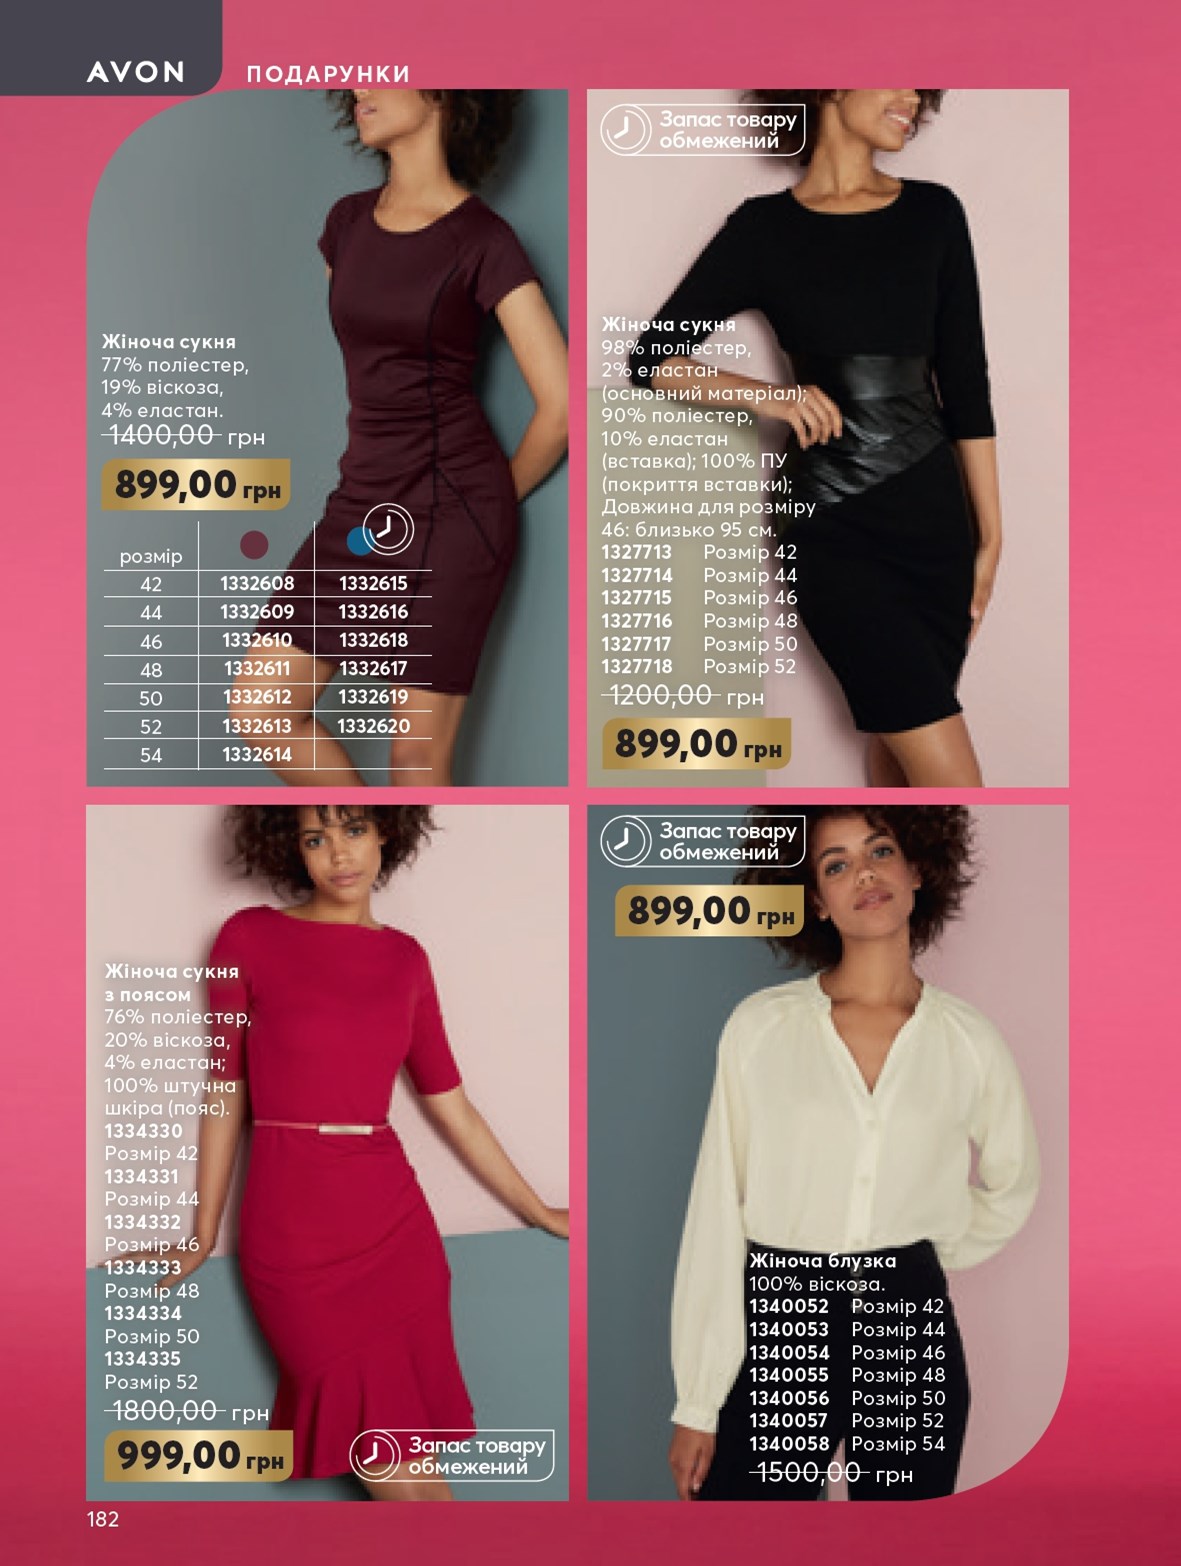 AVON
ПОДАРУНКИ
Жіноча сукня
77% поліестер,
19% віскоза,
4% еластан.
1400,00 грн
899,00 грн
розмір
42 1332608 1332615
44 1332609 1332616
46 1332610 1332618
48 1332611 1332617
50 1332612 1332619
52 1332613 1332620
54 1332614
Запас товару
обмежений
Жіноча сукня
98% поліестер,
2% еластан
(основний матеріал);
90% поліестер,
10% еластан
(вставка); 100% ПУ
(покриття вставки);
Довжина для розміру
46: близько 95 см.
1327713 Розмір 42
1327714 Розмір 44
1327715 Розмір 46
1327716 Розмір 48
1327717 Розмір 50
1327718 Розмір 52
1200,00 грн
899,00 грн
Жіноча сукня
з поясом
76% поліестер,
20% віскоза,
4% еластан;
100% штучна
шкіра (пояс).
1334330
Розмір 42
1334331
Розмір 44
1334332
Розмір 46
1334333
Розмір 48
1334334
Розмір 50
1334335
Розмір 52
1800,00 грн
999,00 грн
Запас товару
обмежений
Запас товару
обмежений
899,00 грн
Жіноча блузка
100% віскоза.
1340052 Розмір 42
1340053 Розмір 44
1340054 Розмір 46
1340055 Розмір 48
1340056 Розмір 50
1340057 Розмір 52
1340058 Розмір 54
1500,00 грн
182